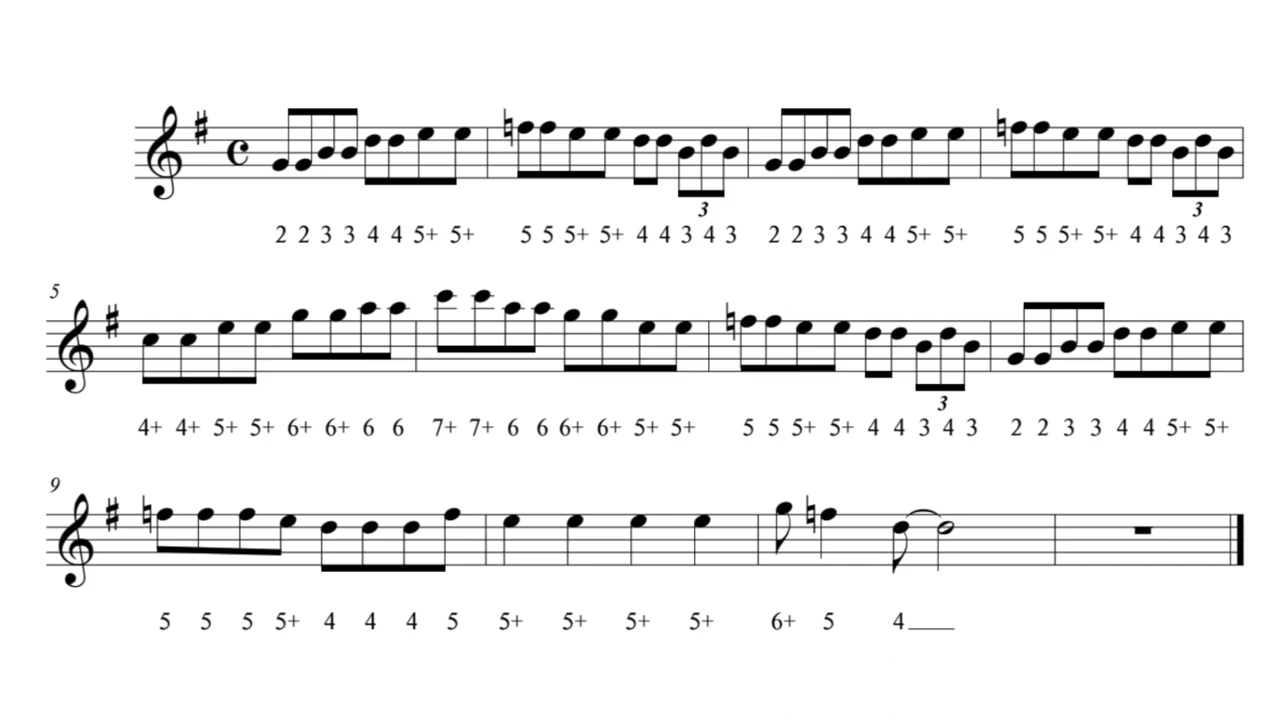 2 2 3 3 4 4 5+ 5+ 5 5 5+ 5+ 4 4 3 4 3 2 2 3 3 4 4 5+ 5+ 5 5 5+ 5+ 4 4 3 4 3
3 3
5
4+ 4+ 5+ 5+ 6+ 6+ 6 6 7+ 7+ 6 6 6+ 6+ 5+ 5+ 5 5 5+ 5+ 4 4 3 4 3 2 2 3 3 4 4 5+ 5+
3
9
5 5 5 5+ 4 4 4 5 5+ 5+ 5+ 5+ 6+ 5 4